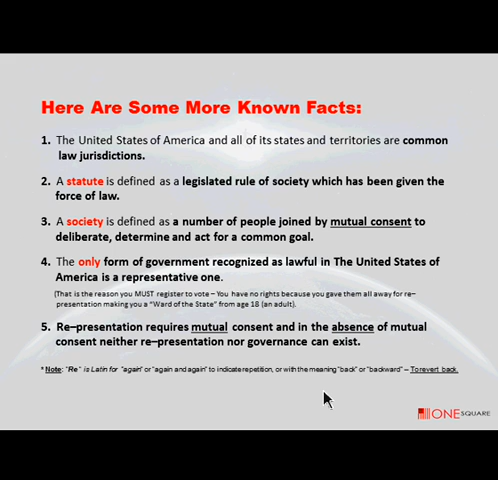 Here Are Some More Known Facts:
1. The United States of America and all of its states and territories are common
law jurisdictions.
2. A statute is defined as a legislated rule of society which has been given the
force of law.
3. A society is defined as a number of people joined by mutual consent to
deliberate, determine and act for a common goal.
4. The only form of government recognized as lawful in The United States of
America is a representative one.
(That is the reason you MUST register to vote – You have no rights because you gave them all away for re–
presentation making you a "Ward of the State" from age 18 (an adult).
5. Re–presentation requires mutual consent and in the absence of mutual
consent neither re–presentation nor governance can exist.
* Note: "Re" is Latin for "again" or "again and again" to indicate repetition, or with the meaning "back" or "backward" – To revert back.
ONE SQUARE